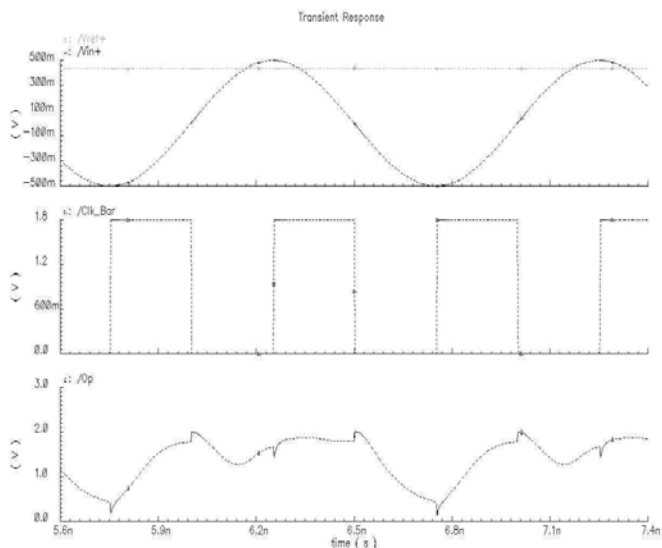 Transient Response
/Vref+
/Vin+
500m
300m
100m
-100m
-300m
-500m
(V)
/Clk_Bar
1.8
1.2
600m
0.0
(V)
/Op
3.0
2.0
1.0
0.0
(V)
5.6n 5.9n 6.2n 6.5n 6.8n 7.1n 7.4n
time (s)